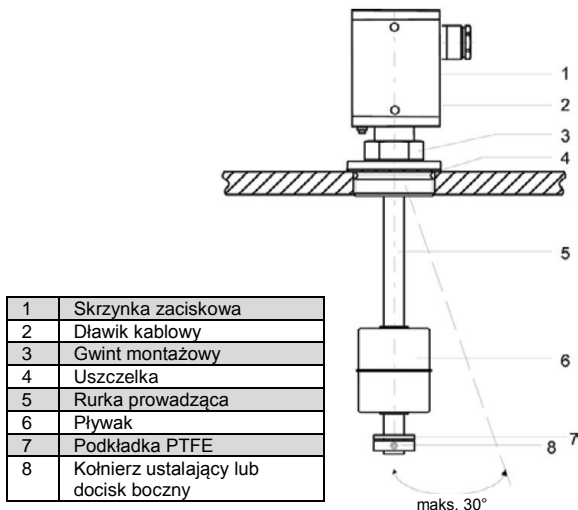 1
2
3
4
5
6
7
8
maks. 30°
1 Skrzynka zaciskowa
2 Dławik kablowy
3 Gwint montażowy
4 Uszczelka
5 Rurka prowadząca
6 Pływak
7 Podkładka PTFE
8 Kołnierz ustalający lub
docisk boczny